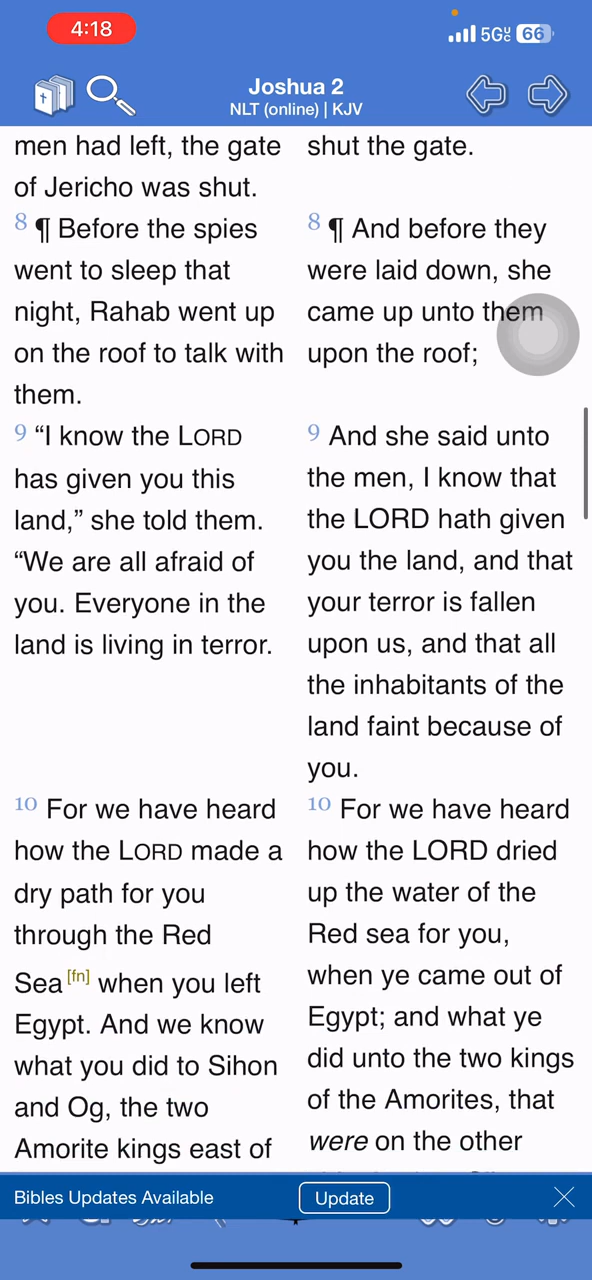 4:18
5G
66
Joshua 2
NLT (online) | KJV
men had left, the gate
of Jericho was shut.
8 ¶ Before the spies
went to sleep that
night, Rahab went up
on the roof to talk with
them.
9 “I know the LORD
has given you this
land,” she told them.
“We are all afraid of
you. Everyone in the
land is living in terror.
10 For we have heard
how the LORD made a
dry path for you
through the Red
Sea [fn] when you left
Egypt. And we know
what you did to Sihon
and Og, the two
Amorite kings east of
shut the gate.
8 ¶ And before they
were laid down, she
came up unto them
upon the roof;
9 And she said unto
the men, I know that
the LORD hath given
you the land, and that
your terror is fallen
upon us, and that all
the inhabitants of the
land faint because of
you.
10 For we have heard
how the LORD dried
up the water of the
Red sea for you,
when ye came out of
Egypt; and what ye
did unto the two kings
of the Amorites, that
were on the other
Bibles Updates Available
Update